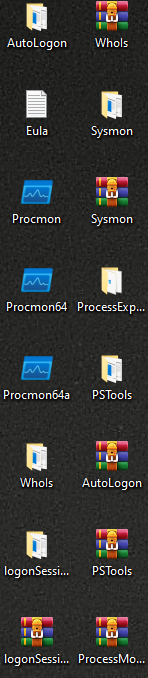 AutoLogon
WhoIs
Eula
Sysmon
Procmon
Sysmon
Procmon64
ProcessExp...
Procmon64a
PSTools
WhoIs
AutoLogon
logonSessi...
PSTools
logonSessi...
ProcessMo...